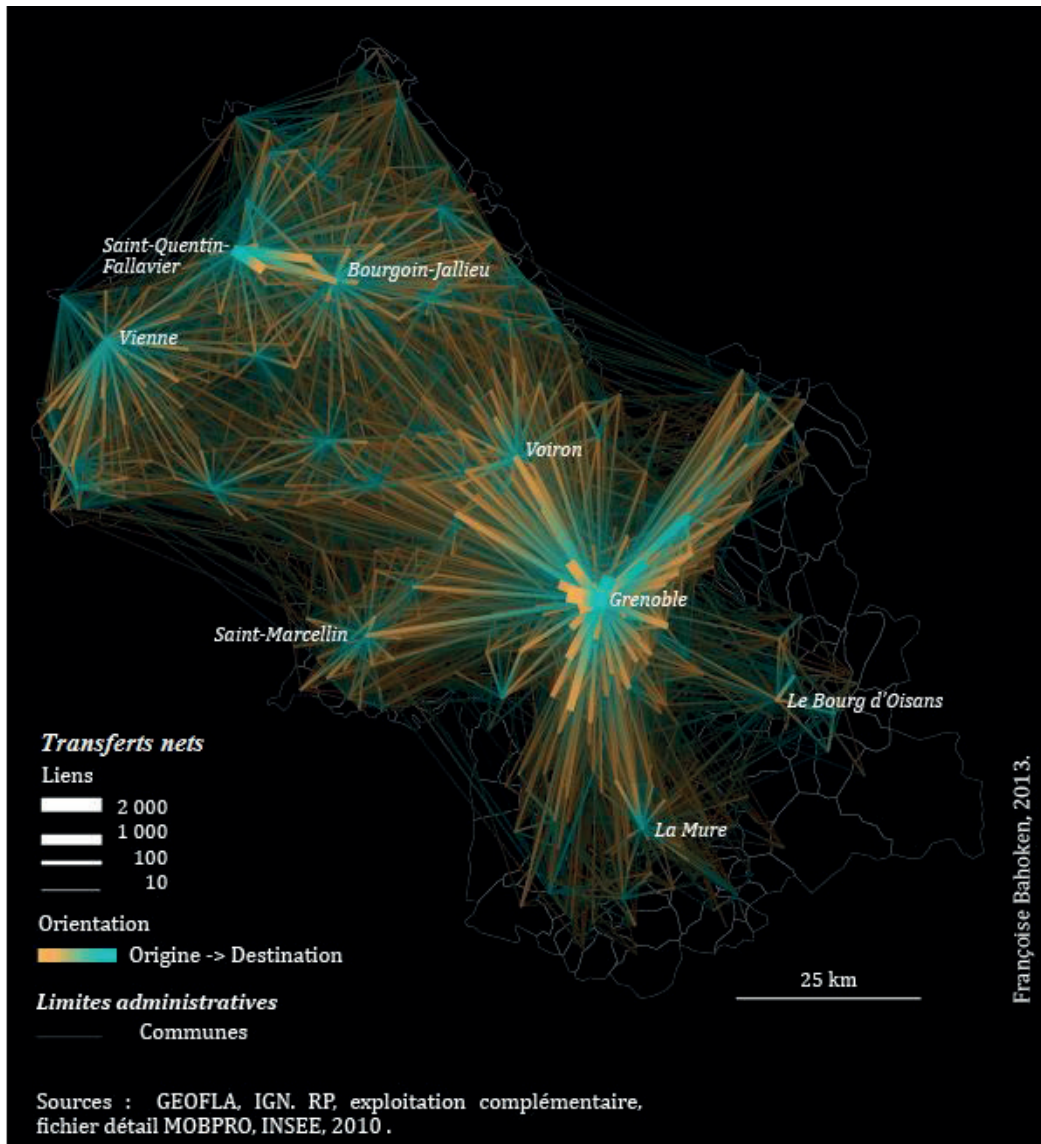 Saint-Quentin-
Fallavier
Bourgoin-Jallieu
Vienne
Voiron
Grenoble
Saint-Marcellin
Le Bourg d'Oisans
La Mure
Transferts nets
Liens
2 000
1 000
100
10
Orientation
Origine -> Destination
Limites administratives
Communes
25 km
Françoise Bahoken, 2013.
Sources : GEOFLA, IGN. RP, exploitation complémentaire,
fichier détail MOBPRO, INSEE, 2010 .